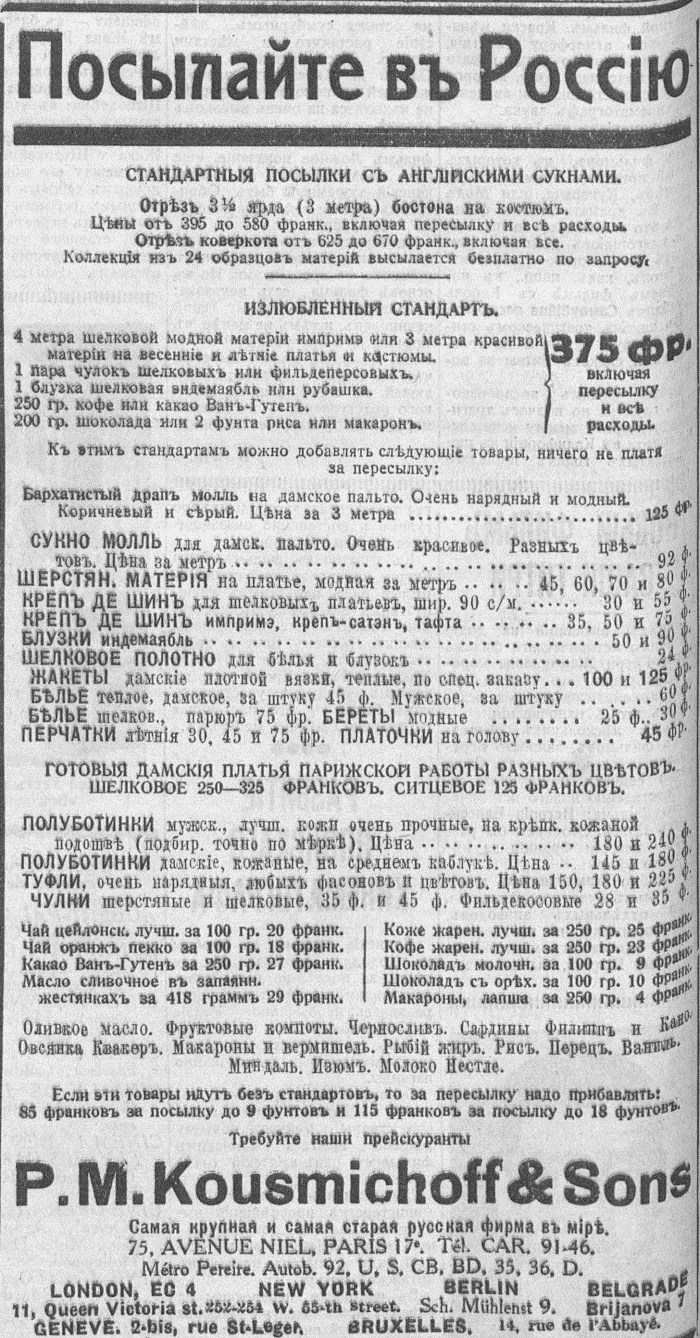 Посылайте въ Россію
СТАНДАРТНЫЯ ПОСЫЛКИ СЪ АНГЛІЙСКИМИ СУКНАМИ.
Отрѣзъ 3½ ярда (3 метра) бостона на костюмъ.
Цѣны отъ 395 до 580 франк., включая пересылку и всѣ расходы.
Отрѣзъ коверкота отъ 625 до 670 франк., включая все.
Коллекція изъ 24 образцовъ матерій высылается безплатно по запросу.
ИЗЛЮБЛЕННЫЙ СТАНДАРТЪ.
4 метра шелковой модной матеріи импримэ или 3 метра красивой
матеріи на весенніе и лѣтніе платья и костюмы.
1 пара чулокъ шелковыхъ или фильдеперсовыхъ.
1 блузка шелковая эндемаябль или рубашка.
250 гр. кофе или какао Ванъ-Гутенъ.
200 гр. шоколада или 2 фунта риса или макаронъ.
375 фр.
включая
пересылку
и всѣ
расходы.
Къ этимъ стандартамъ можно добавлять слѣдующіе товары, ничего не платя
за пересылку:
Бархатистый драпъ молль на дамское пальто. Очень нарядный и модный.
Коричневый и сѣрый. Цѣна за 3 метра .................. 125 фр.
СУКНО МОЛЛЬ для дамск. пальто. Очень красивое. Разныхъ цвѣ-
товъ. Цѣна за метръ .................. 92 ф.
ШЕРСТЯН. МАТЕРІЯ на платье, модная за метръ ...... 45, 60, 70 и 80 ф.
КРЕПЪ ДЕ ШИНЪ для шелковыхъ платьевъ, шир. 90 с/м. ...... 30 и 55 ф.
КРЕПЪ ДЕ ШИНЪ импримэ, крепъ-сатэнъ, тафта ........ 35, 50 и 75 ф.
БЛУЗКИ индемаябль .................. 50 и 90 ф.
ШЕЛКОВОЕ ПОЛОТНО для бѣлья и блузокъ ............ 24 ф.
ЖАКЕТЫ дамскіе плотной вязки, теплые, по спец. заказу... 100 и 125 фр.
БѢЛЬЕ теплое, дамское, за штуку 45 ф. Мужское, за штуку ...... 60 ф.
БѢЛЬЕ шелков., парюръ 75 фр. БЕРЕТЫ модные ........ 25 ф.. 30 ф.
ПЕРЧАТКИ лѣтнія 30, 45 и 75 фр. ПЛАТОЧКИ на голову ........ 45 фр.
ГОТОВЫЯ ДАМСКІЯ ПЛАТЬЯ ПАРИЖСКОЙ РАБОТЫ РАЗНЫХЪ ЦВѢТОВЪ.
ШЕЛКОВОЕ 250—325 ФРАНКОВЪ. СИТЦЕВОЕ 125 ФРАНКОВЪ.
ПОЛУБОТИНКИ мужск., лучш. кожи очень прочные, на крѣпк. кожаной
подошвѣ (подбир. точно по мѣркѣ). Цѣна ............ 180 и 240 ф.
ПОЛУБОТИНКИ дамскіе, кожаные, на среднемъ каблукѣ. Цѣна .. 145 и 180 ф.
ТУФЛИ, очень нарядныя, любыхъ фасоновъ и цвѣтовъ. Цѣна 150, 180 и 225 ф.
ЧУЛКИ шерстяные и шелковые, 35 ф. и 45 ф. Фильдекосовые 28 и 35 ф.
Чай цейлонск. лучш. за 100 гр. 20 франк.
Чай оранжъ пекко за 100 гр. 18 франк.
Какао Ванъ-Гутенъ за 250 гр. 27 франк.
Масло сливочное въ запаянн.
жестянкахъ за 418 граммъ 29 франк.
Коже жарен. лучш. за 250 гр. 25 франк.
Кофе жарен. лучш. за 250 гр. 23 франк.
Шоколадъ молочн. за 100 гр. 9 франк.
Шоколадъ съ орѣх. за 100 гр. 10 франк.
Макароны, лапша за 250 гр. 4 франк.
Оливкое масло. Фруктовые компоты. Черносливъ. Сардины Филиппъ и Кано.
Овсянка Квакеръ. Макароны и вермишель. Рыбій жиръ. Рисъ. Перецъ. Ваниль.
Миндаль. Изюмъ. Молоко Нестле.
Если эти товары идутъ безъ стандартовъ, то за пересылку надо прибавлять:
85 франковъ за посылку до 9 фунтовъ и 115 франковъ за посылку до 18 фунтовъ.
Требуйте наши прейскуранты
P. M. Kousmichoff & Sons
Самая крупная и самая старая русская фирма въ мірѣ.
75, AVENUE NIEL, PARIS 17e. Tél. CAR. 91-46.
Métro Pereire. Autob. 92, U, S, CB, BD, 35, 36, D.
LONDON, EC 4 NEW YORK BERLIN BELGRADE
11, Queen Victoria st. 252-254 W. 55-th Street. Sch. Mühlenst 9. Brijanova 7
GENEVE. 2-bis, rue St-Leger. BRUXELLES, 14, rue de l'Abbayé.